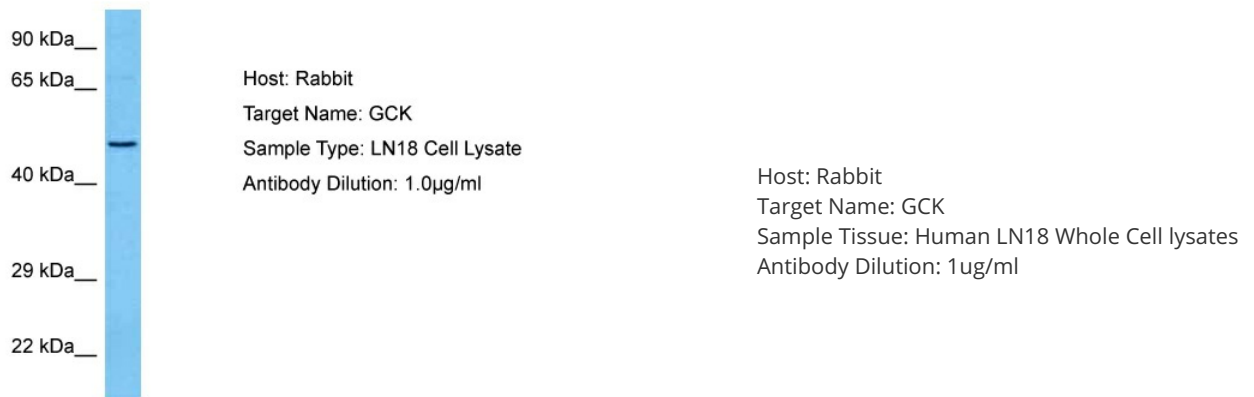 90 kDa__
65 kDa__
40 kDa__
29 kDa__
22 kDa__
Host: Rabbit
Target Name: GCK
Sample Type: LN18 Cell Lysate
Antibody Dilution: 1.0µg/ml
Host: Rabbit
Target Name: GCK
Sample Tissue: Human LN18 Whole Cell lysates
Antibody Dilution: 1ug/ml